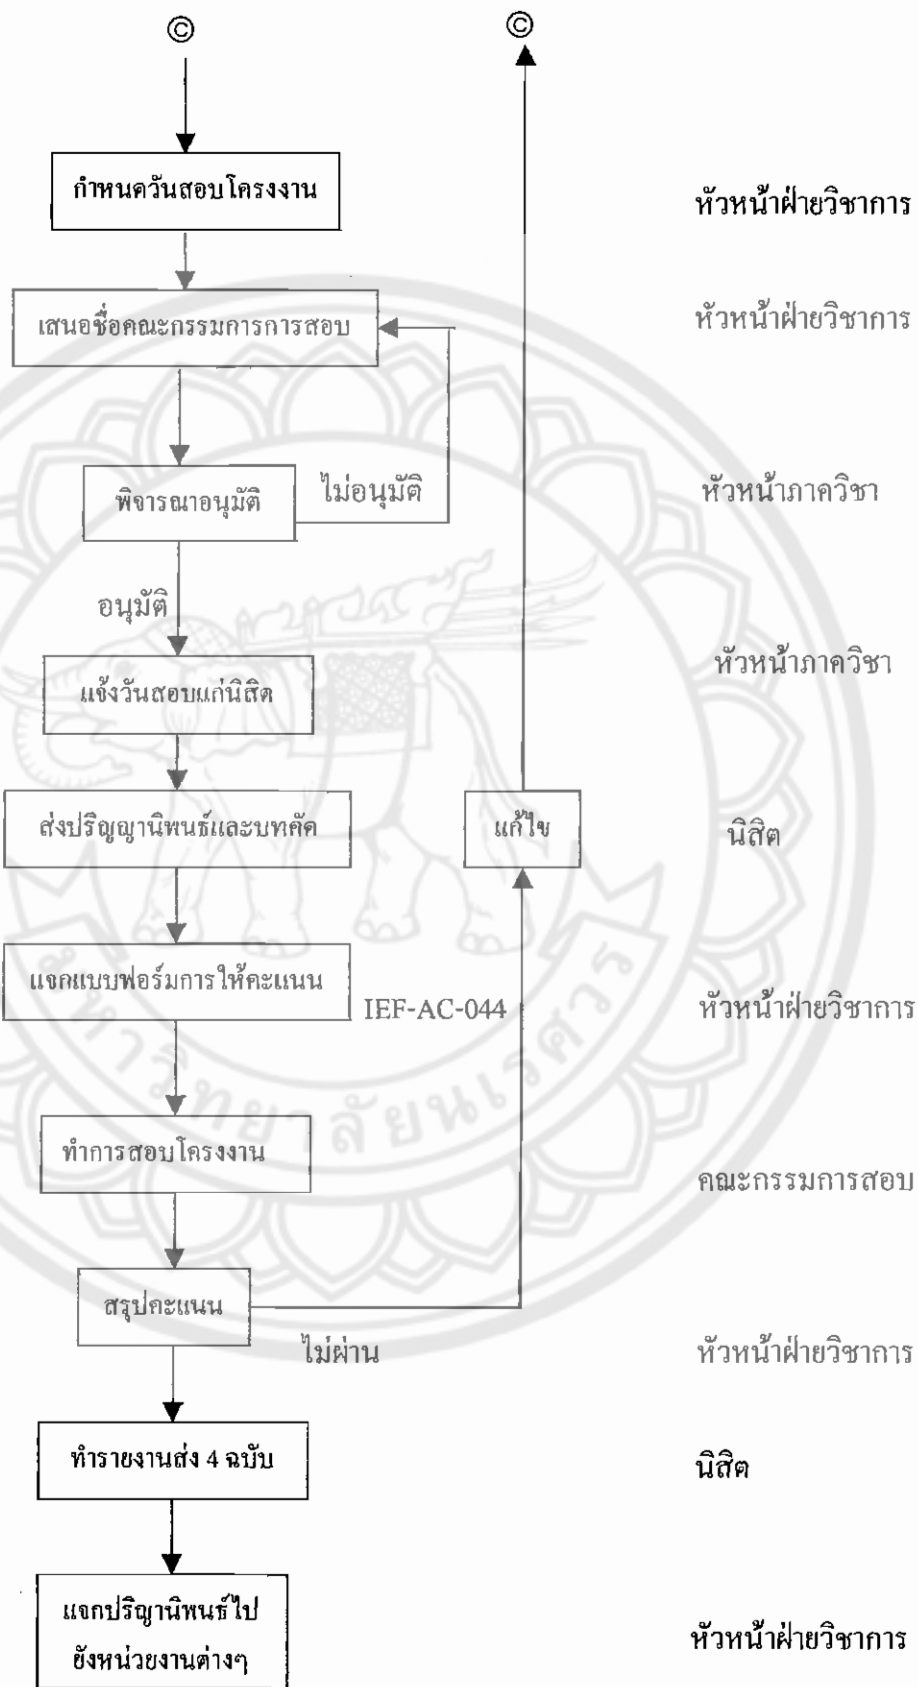 © ©
กำหนดวันสอบโครงงาน หัวหน้าฝ่ายวิชาการ
เสนอชื่อคณะกรรมการการสอบ หัวหน้าฝ่ายวิชาการ
พิจารณาอนุมัติ ไม่อนุมัติ หัวหน้าภาควิชา
อนุมัติ
แจ้งวันสอบแก่นิสิต หัวหน้าภาควิชา
ส่งปริญญานิพนธ์และบทคัด แก้ไข นิสิต
แจกแบบฟอร์มการให้คะแนน IEF-AC-044 หัวหน้าฝ่ายวิชาการ
มหาวิทยาลัยนเรศวร
ทำการสอบโครงงาน คณะกรรมการสอบ
สรุปคะแนน ไม่ผ่าน หัวหน้าฝ่ายวิชาการ
ทำรายงานส่ง 4 ฉบับ นิสิต
แจกปริญานิพนธ์ไป
ยังหน่วยงานต่างๆ หัวหน้าฝ่ายวิชาการ